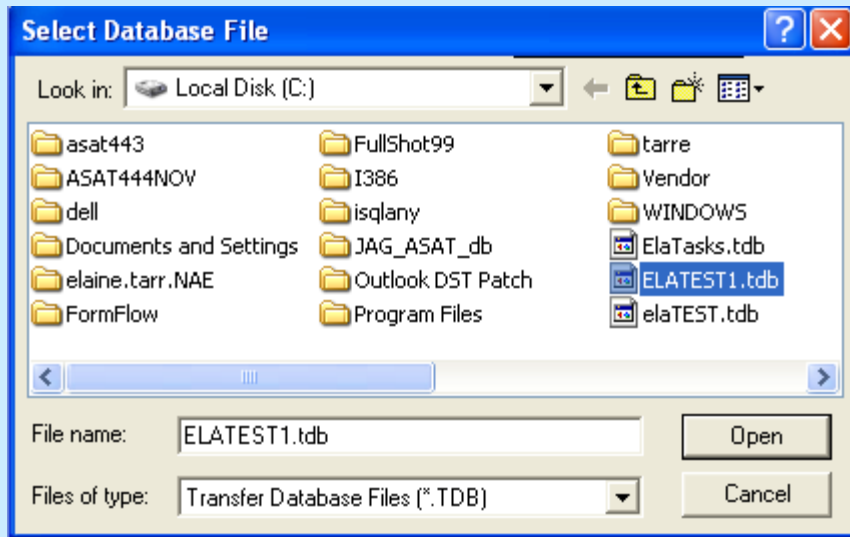 Select Database File
Look in: Local Disk (C:)
asat443 FullShot99 tarre
ASAT444NOV I386 Vendor
dell isqlany WINDOWS
Documents and Settings JAG_ASAT_db ElaTasks.tdb
elaine.tarr.NAE Outlook DST Patch ELATEST1.tdb
FormFlow Program Files elaTEST.tdb
File name: ELATEST1.tdb Open
Files of type: Transfer Database Files (*.TDB) Cancel